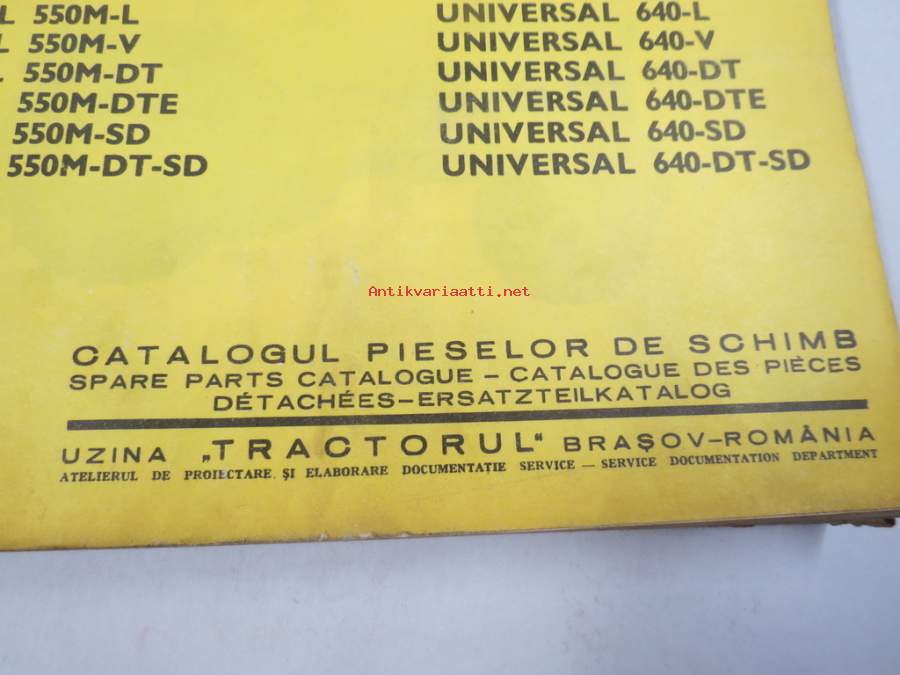 L 550M-L
L 550M-V
550M-DT
550M-DTE
550M-SD
550M-DT-SD
UNIVERSAL 640-L
UNIVERSAL 640-V
UNIVERSAL 640-DT
UNIVERSAL 640-DTE
UNIVERSAL 640-SD
UNIVERSAL 640-DT-SD
Antikvariaatti.net
CATALOGUL PIESELOR DE SCHIMB
SPARE PARTS CATALOGUE – CATALOGUE DES PIÈCES
DÉTACHÉES–ERSATZTEILKATALOG
UZINA „TRACTORUL“ BRAŞOV–ROMÂNIA
ATELIERUL DE PROIECTARE ŞI ELABORARE DOCUMENTAŢIE SERVICE — SERVICE DOCUMENTATION DEPARTMENT